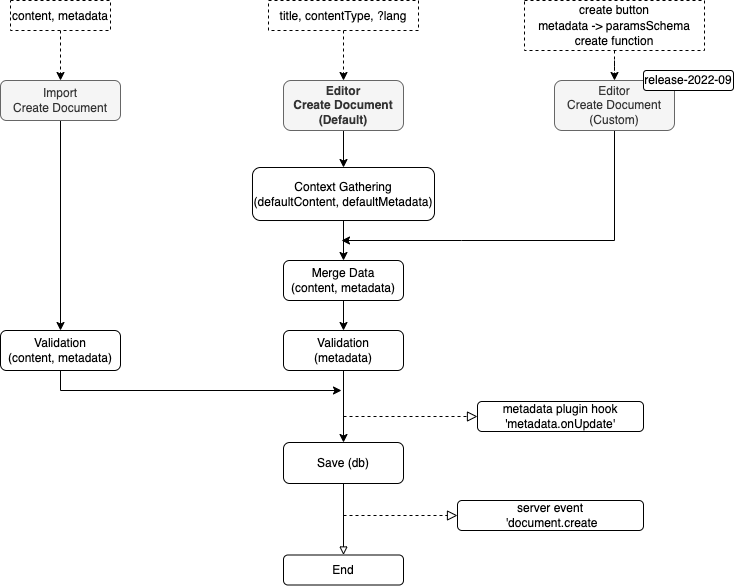 content, metadata
title, contentType, ?lang
create button
metadata -> paramsSchema
create function
release-2022-09
Import
Create Document
Editor
Create Document
(Default)
Editor
Create Document
(Custom)
Context Gathering
(defaultContent, defaultMetadata)
Merge Data
(content, metadata)
Validation
(content, metadata)
Validation
(metadata)
metadata plugin hook
'metadata.onUpdate'
Save (db)
server event
'document.create
End